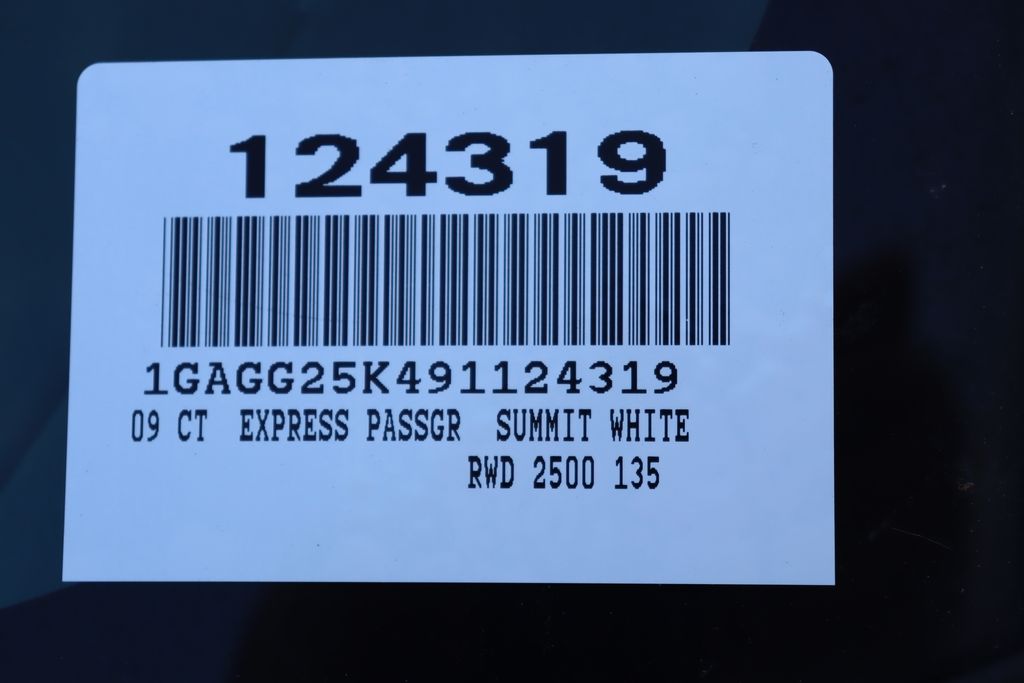 124319
1GAGG25K491124319
09 CT EXPRESS PASSGR SUMMIT WHITE
RWD 2500 135